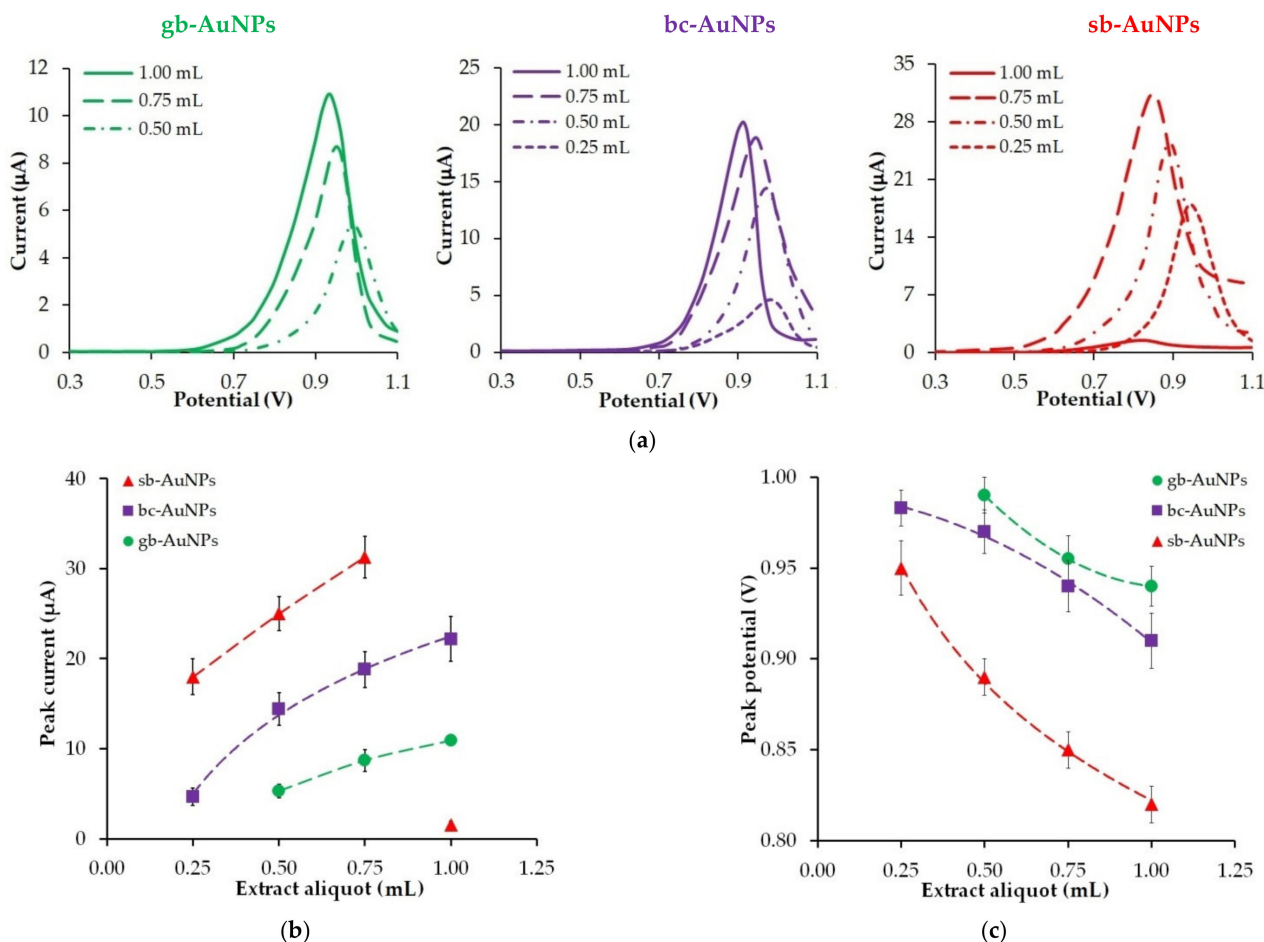 gb-AuNPs
bc-AuNPs
sb-AuNPs
12
10
8
6
4
2
0
Current (µA)
1.00 mL
0.75 mL
0.50 mL
0.3
0.5
0.7
0.9
1.1
Potential (V)
25
20
15
10
5
0
Current (µA)
1.00 mL
0.75 mL
0.50 mL
0.25 mL
0.3
0.5
0.7
0.9
1.1
Potential (V)
35
28
21
14
7
0
Current (µA)
1.00 mL
0.75 mL
0.50 mL
0.25 mL
0.3
0.5
0.7
0.9
1.1
Potential (V)
(a)
40
30
20
10
0
Peak current (µA)
sb-AuNPs
bc-AuNPs
gb-AuNPs
0.00
0.25
0.50
0.75
1.00
1.25
Extract aliquot (mL)
(b)
1.00
0.95
0.90
0.85
0.80
Peak potential (V)
gb-AuNPs
bc-AuNPs
sb-AuNPs
0.00
0.25
0.50
0.75
1.00
1.25
Extract aliquot (mL)
(c)